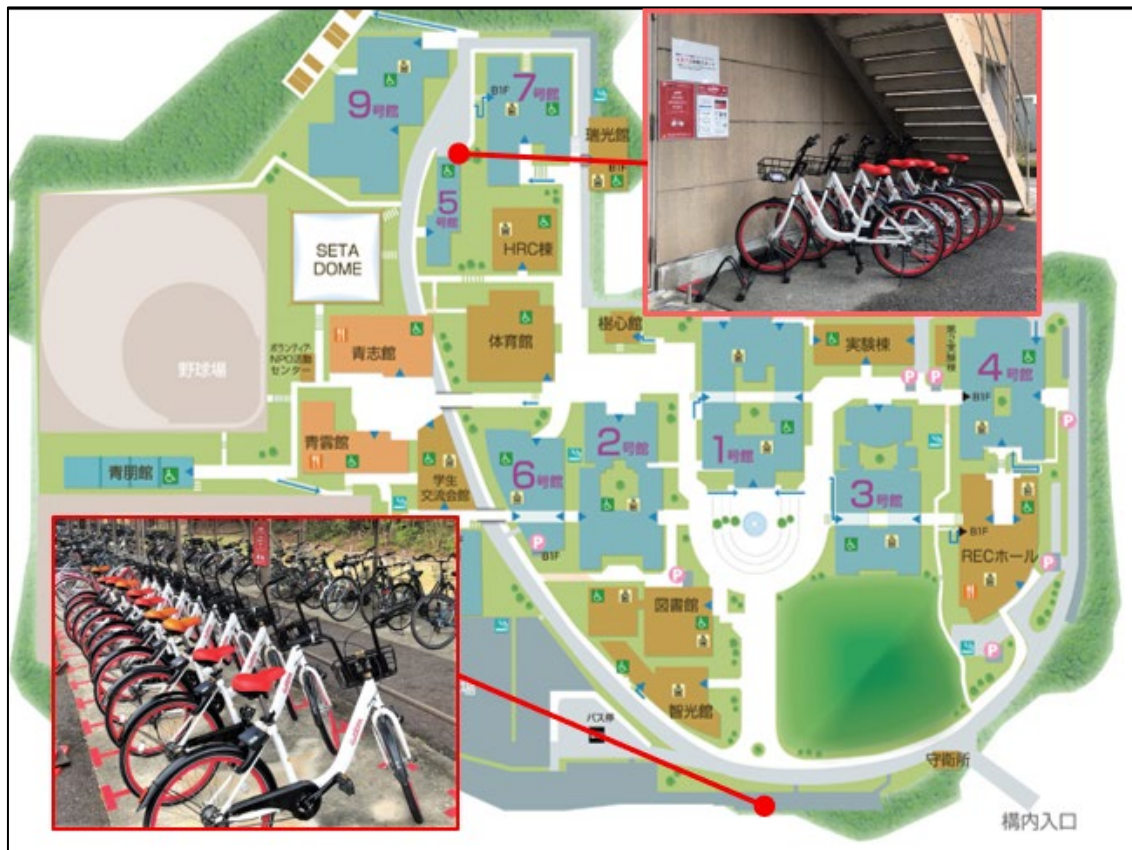 9号館
7号館
B1F
瑞光館
B1F
5号館
HRC棟
SETA
DOME
樹心館
実験棟
第2実験棟
4号館
B1F
体育館
青志館
ボランティア・
NPO活動
センター
野球場
青雲館
学生
交流会館
6号館
2号館
1号館
3号館
青朋館
B1F
B1F
RECホール
図書館
智光館
バス停
守衛所
構内入口
P
P
P
P
P
P
P